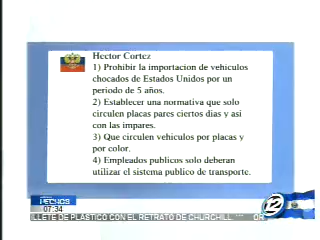 Hector Cortez
1) Prohibir la importacion de vehiculos
chocados de Estados Unidos por un
periodo de 5 años.
2) Establecer una normativa que solo
circulen placas pares ciertos dias y asi
con las impares.
3) Que circulen vehiculos por placas y
por color.
4) Empleados publicos solo deberan
utilizar el sistema publico de transporte.
HECHOS
07:34
12
LLETE DE PLASTICO CON EL RETRATO DE CHURCHILL *** OR